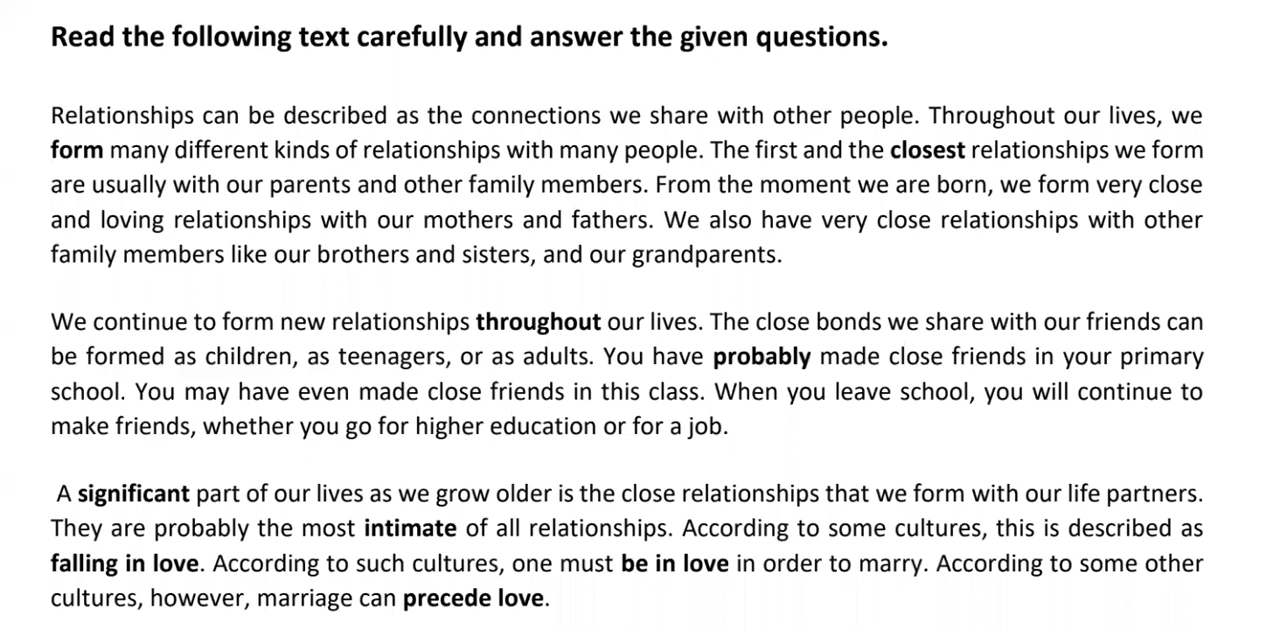 Read the following text carefully and answer the given questions.
Relationships can be described as the connections we share with other people. Throughout our lives, we
form many different kinds of relationships with many people. The first and the closest relationships we form
are usually with our parents and other family members. From the moment we are born, we form very close
and loving relationships with our mothers and fathers. We also have very close relationships with other
family members like our brothers and sisters, and our grandparents.
We continue to form new relationships throughout our lives. The close bonds we share with our friends can
be formed as children, as teenagers, or as adults. You have probably made close friends in your primary
school. You may have even made close friends in this class. When you leave school, you will continue to
make friends, whether you go for higher education or for a job.
A significant part of our lives as we grow older is the close relationships that we form with our life partners.
They are probably the most intimate of all relationships. According to some cultures, this is described as
falling in love. According to such cultures, one must be in love in order to marry. According to some other
cultures, however, marriage can precede love.